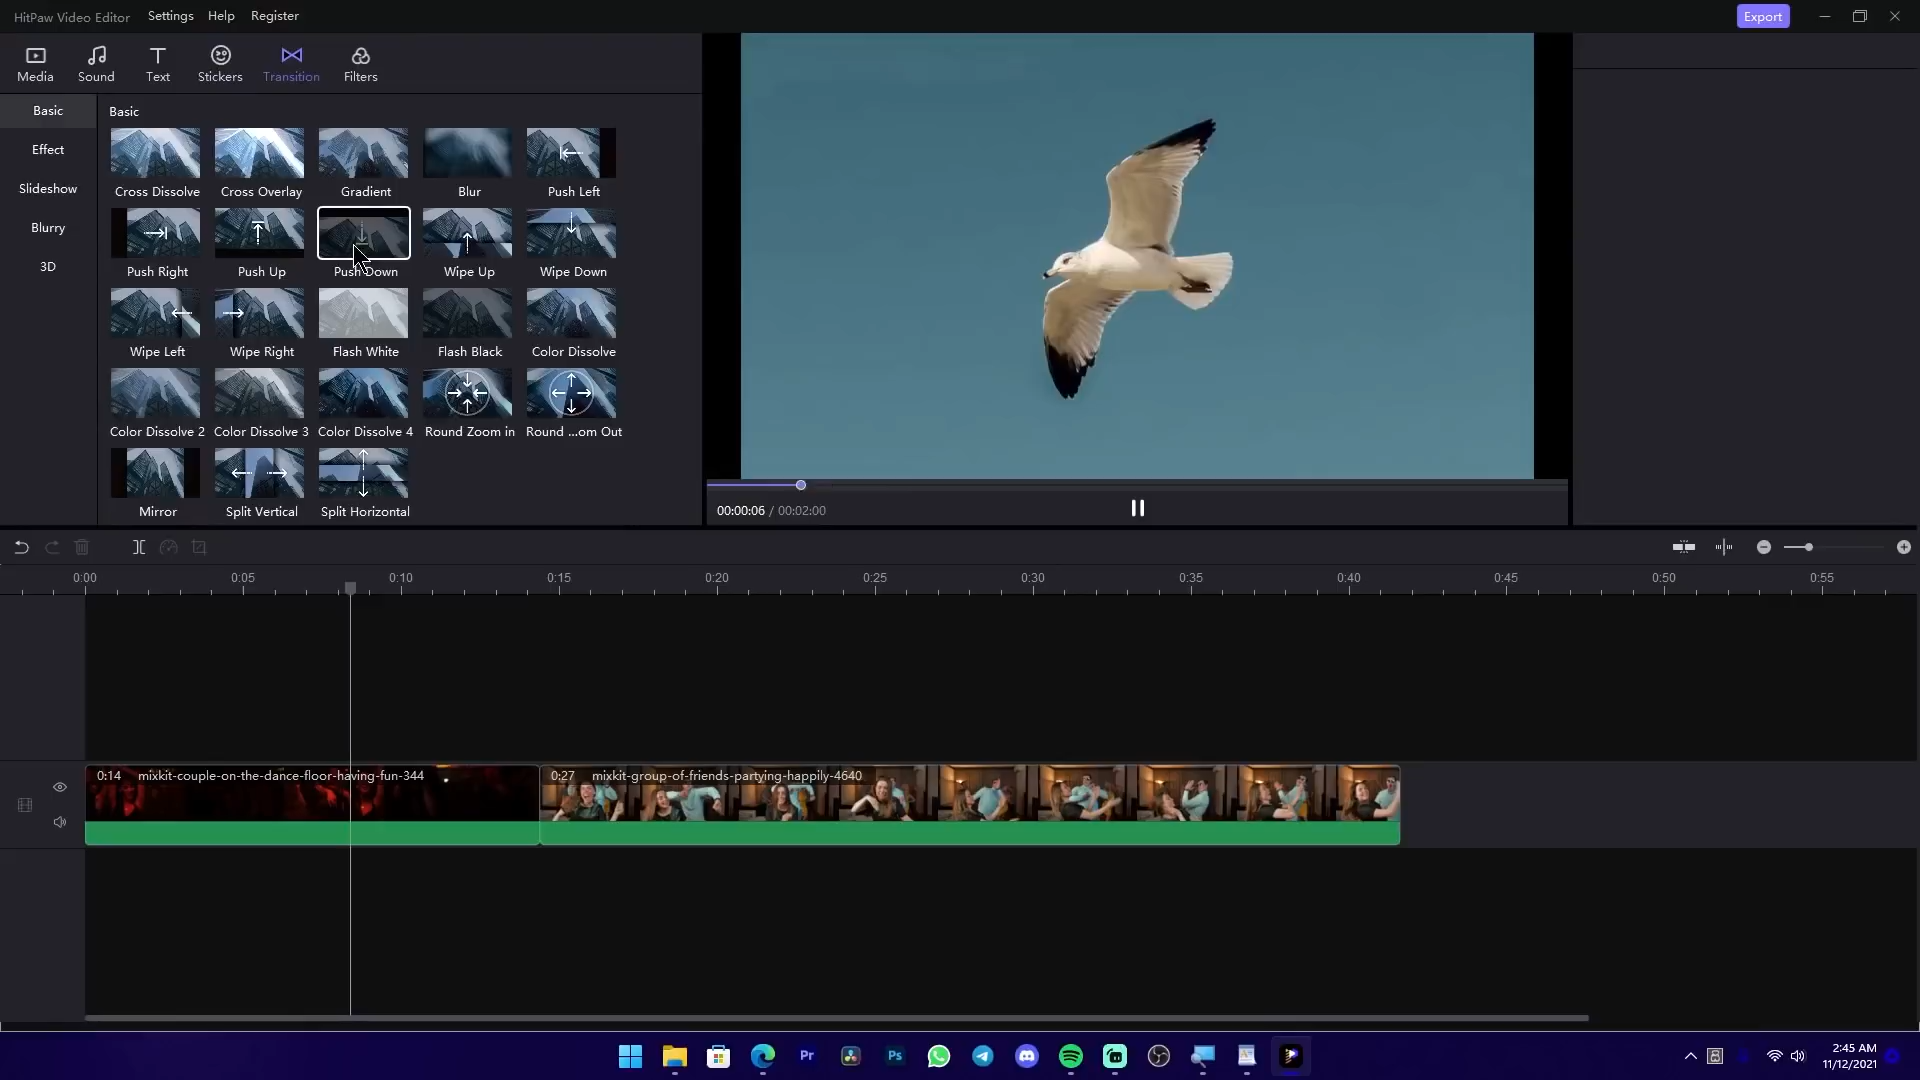 HitPaw Video Editor Settings Help Register Export
Media Sound Text Stickers Transition Filters
Basic
Effect
Slideshow
Blurry
3D
Basic
Cross Dissolve Cross Overlay Gradient Blur Push Left
Push Right Push Up Push Down Wipe Up Wipe Down
Wipe Left Wipe Right Flash White Flash Black Color Dissolve
Color Dissolve 2 Color Dissolve 3 Color Dissolve 4 Round Zoom in Round ...om Out
Mirror Split Vertical Split Horizontal
00:00:06 / 00:02:00
0:00 0:05 0:10 0:15 0:20 0:25 0:30 0:35 0:40 0:45 0:50 0:55
0:14 mixkit-couple-on-the-dance-floor-having-fun-344 0:27 mixkit-group-of-friends-partying-happily-4640
Pr Ps 2:45 AM
11/12/2021